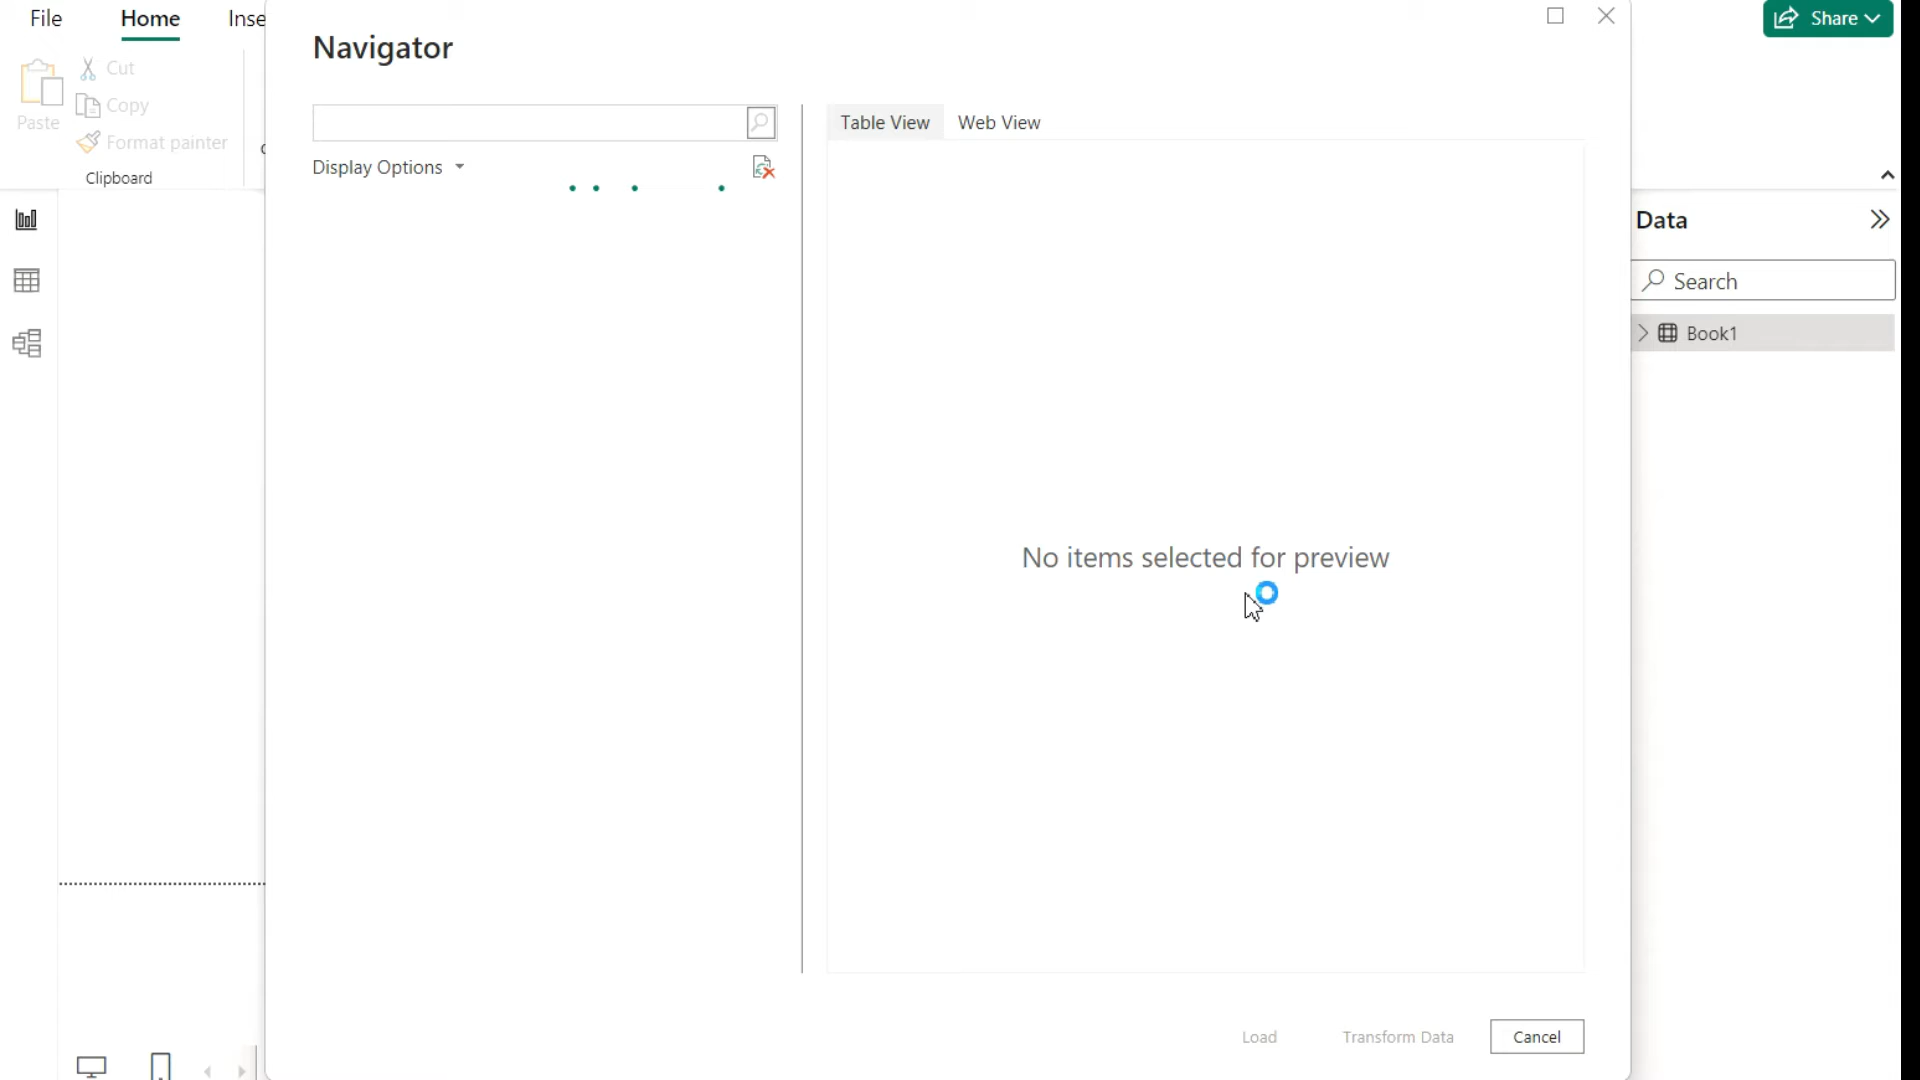 File
Home
Inse
Share
Paste
Cut
Copy
Format painter
Clipboard
Navigator
Display Options
Table View
Web View
No items selected for preview
Load
Transform Data
Cancel
Data
Search
Book1